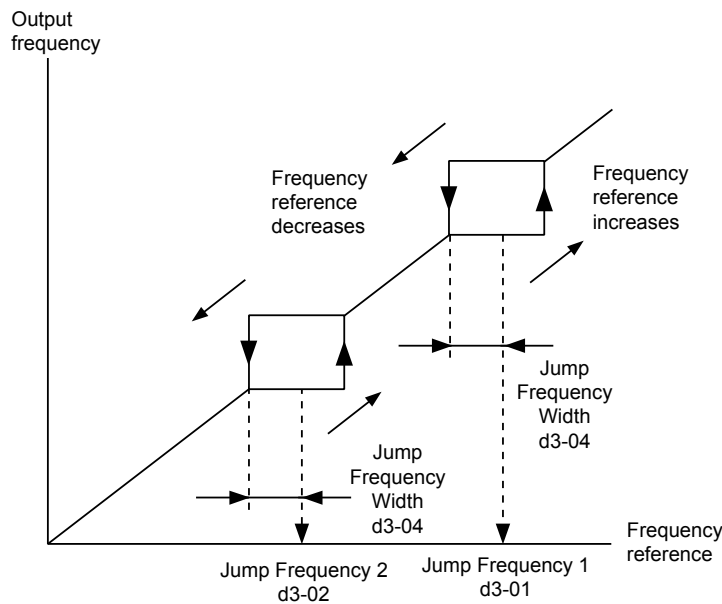 Output
frequency
Frequency
reference
decreases
Frequency
reference
increases
Jump
Frequency
Width
d3-04
Jump
Frequency
Width
d3-04
Frequency
reference
Jump Frequency 2
d3-02
Jump Frequency 1
d3-01